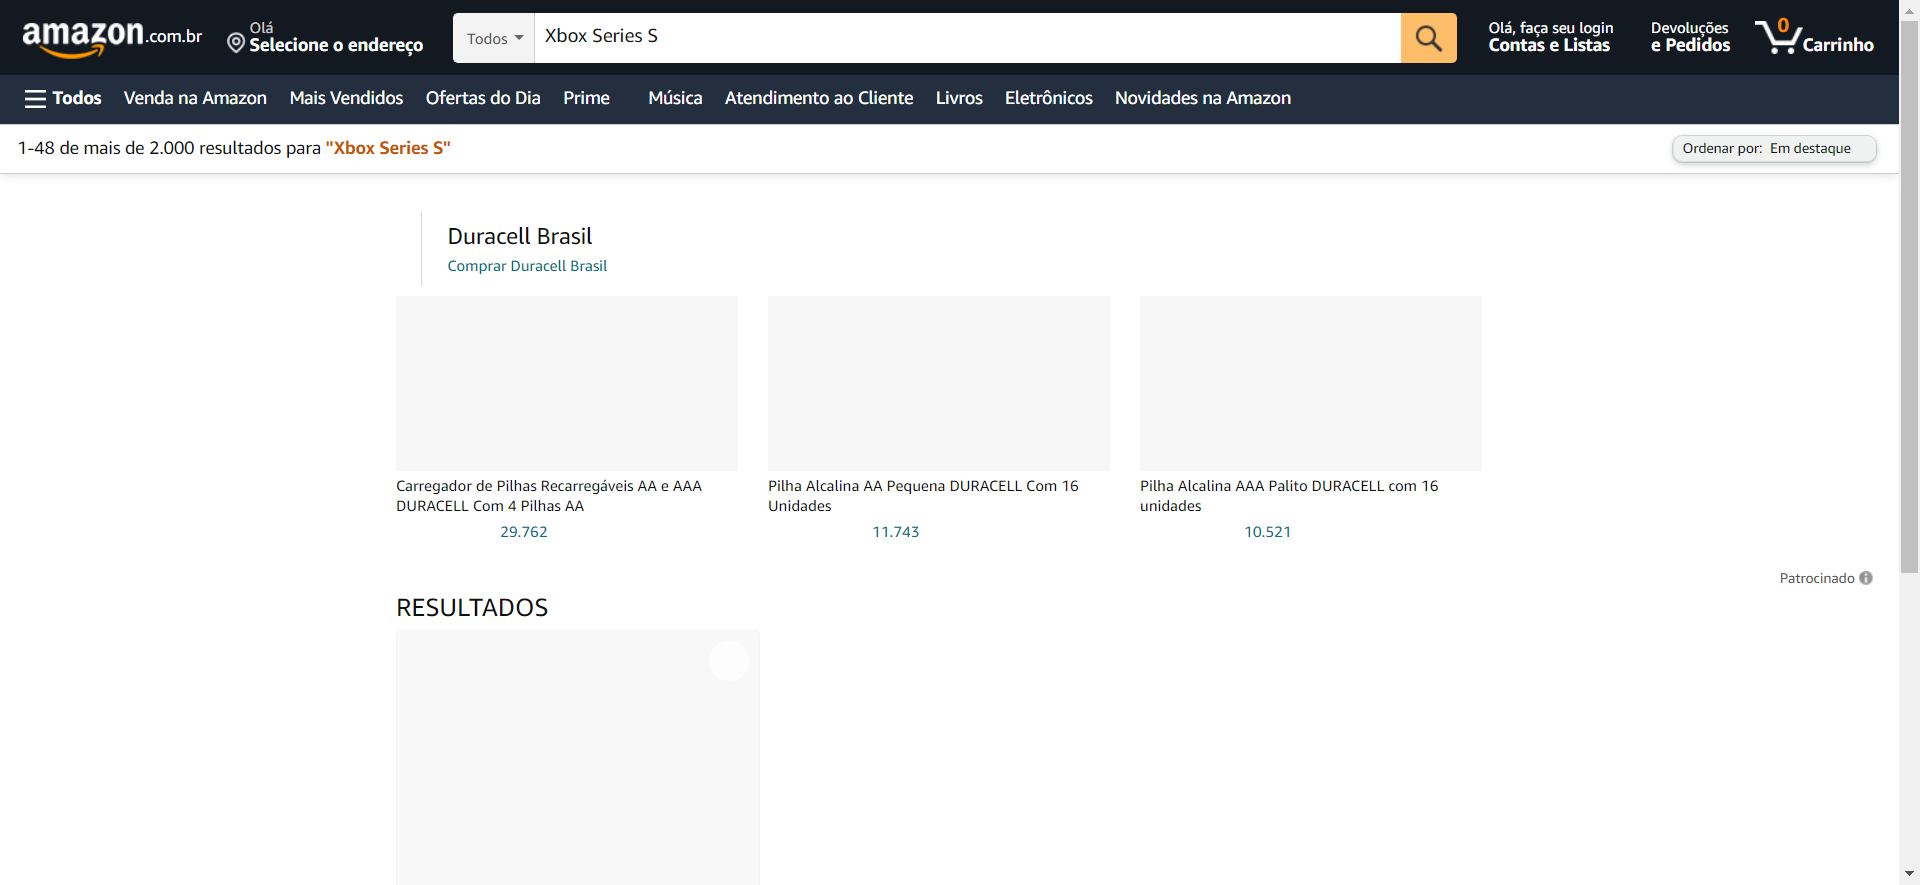 amazon.com.br
Olá
Selecione o endereço
Todos
Xbox Series S
Olá, faça seu login
Contas e Listas
Devoluções
e Pedidos
0
Carrinho
Todos
Venda na Amazon
Mais Vendidos
Ofertas do Dia
Prime
Música
Atendimento ao Cliente
Livros
Eletrônicos
Novidades na Amazon
1-48 de mais de 2.000 resultados para "Xbox Series S"
Ordenar por: Em destaque
Duracell Brasil
Comprar Duracell Brasil
Carregador de Pilhas Recarregáveis AA e AAA
DURACELL Com 4 Pilhas AA
29.762
Pilha Alcalina AA Pequena DURACELL Com 16
Unidades
11.743
Pilha Alcalina AAA Palito DURACELL com 16
unidades
10.521
Patrocinado
RESULTADOS